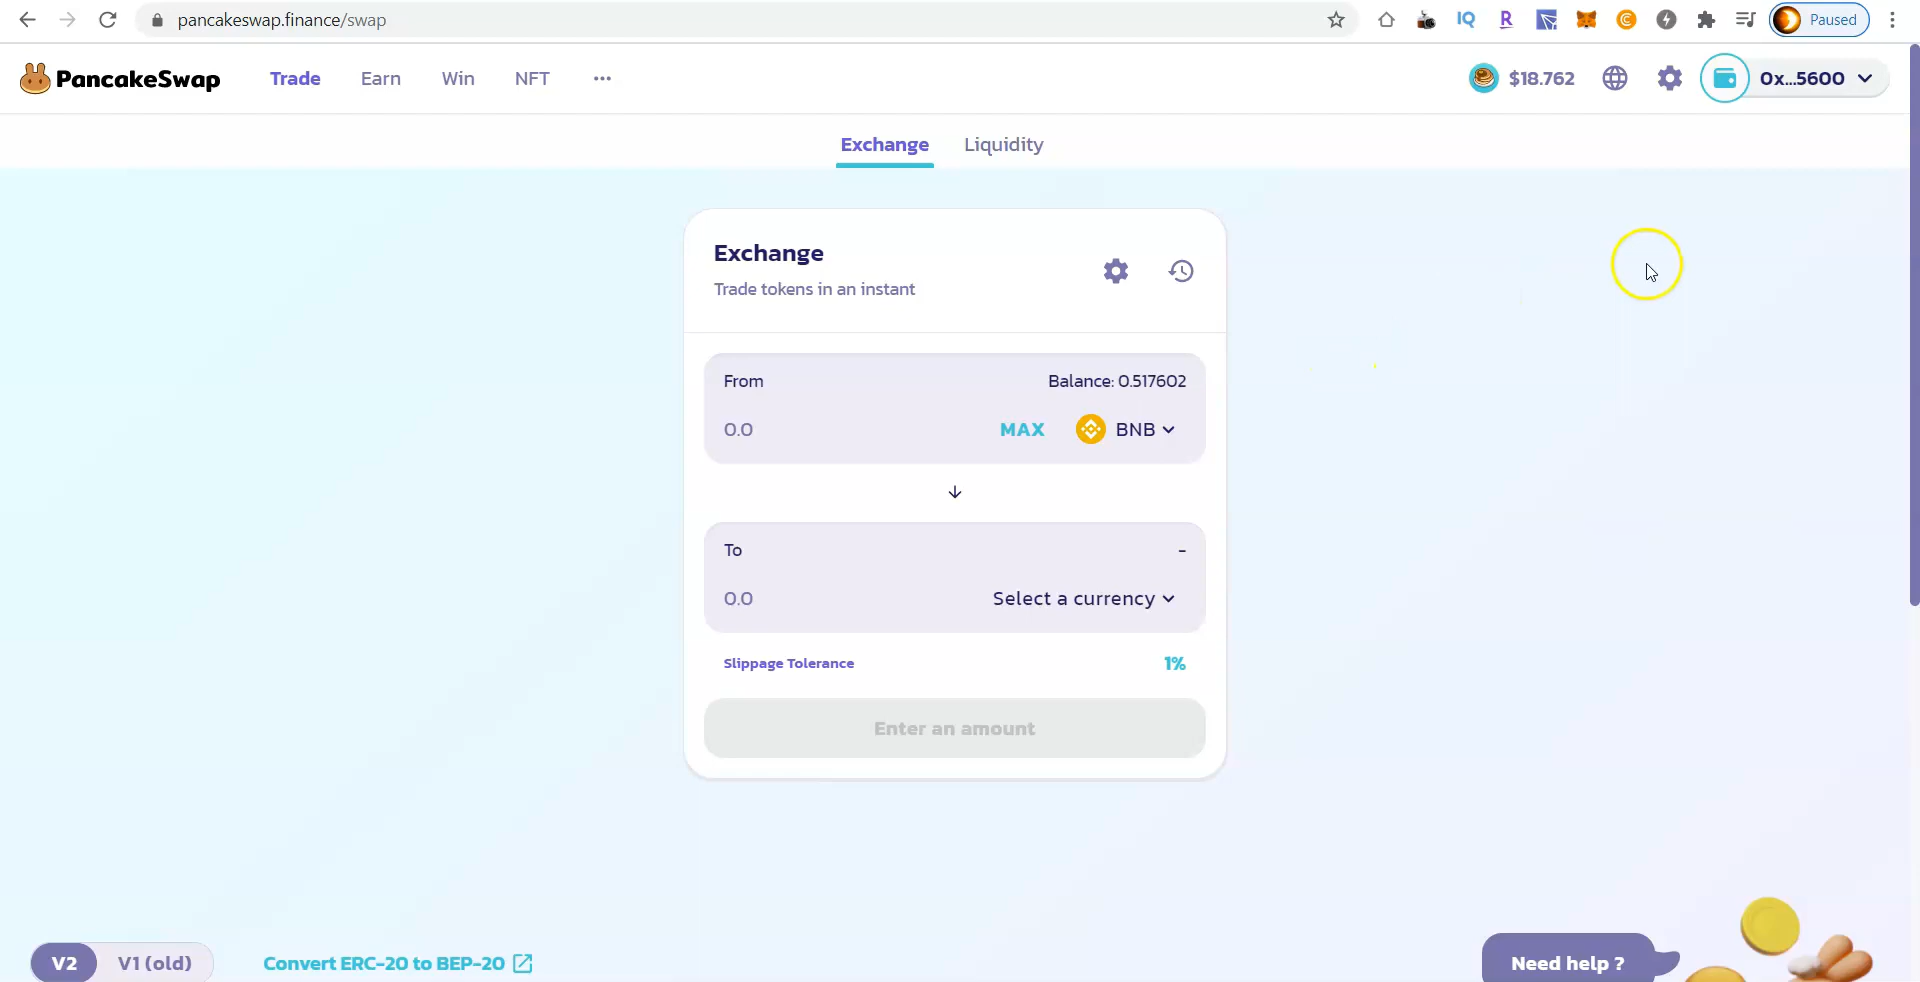 pancakeswap.finance/swap
IQ
R
Paused
PancakeSwap
Trade
Earn
Win
NFT
$18.762
0x...5600
Exchange
Liquidity
Exchange
Trade tokens in an instant
From
Balance: 0.517602
0.0
MAX
BNB
To
-
0.0
Select a currency
Slippage Tolerance
1%
Enter an amount
V2
V1 (old)
Convert ERC-20 to BEP-20
Need help ?